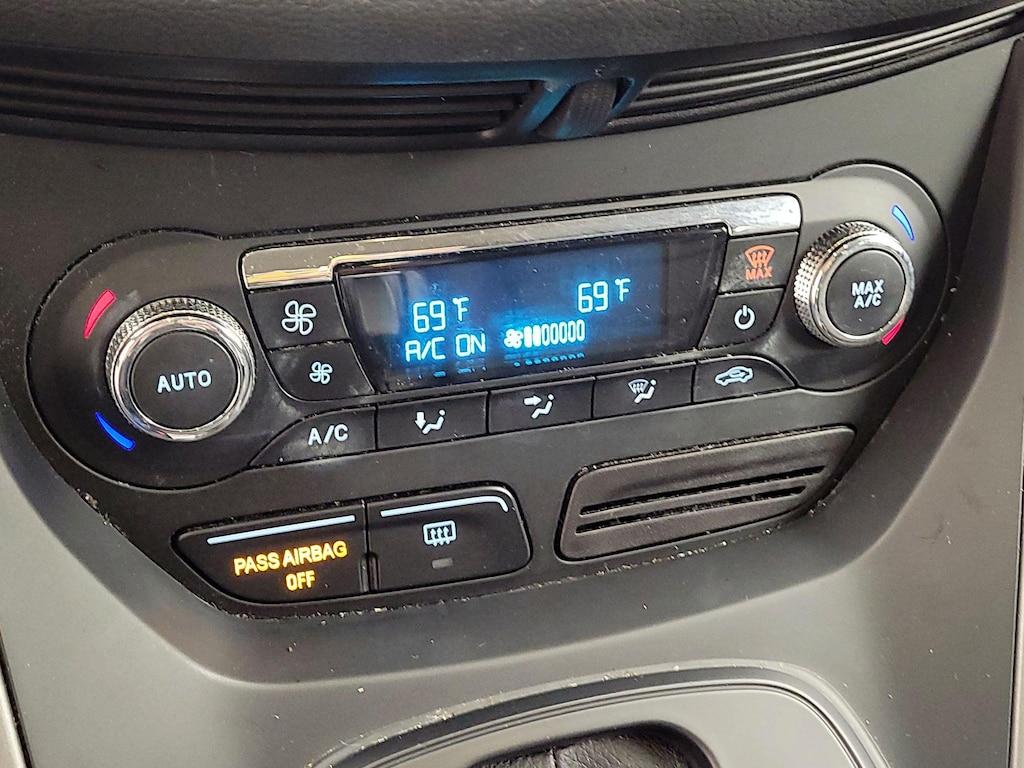 69°F 69°F
A/C ON
MAX
MAX
A/C
AUTO
A/C
PASS AIRBAG
OFF